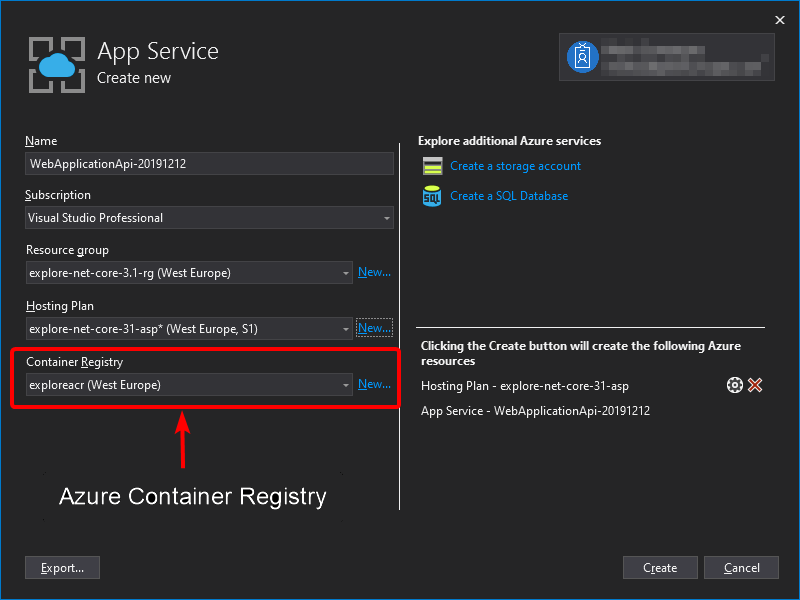 App Service
Create new
Name
WebApplicationApi-20191212
Subscription
Visual Studio Professional
Resource group
explore-net-core-3.1-rg (West Europe)
New...
Hosting Plan
explore-net-core-31-asp* (West Europe, S1)
New...
Container Registry
exploreacr (West Europe)
New...
Azure Container Registry
Explore additional Azure services
Create a storage account
SQL
Create a SQL Database
Clicking the Create button will create the following Azure
resources
Hosting Plan - explore-net-core-31-asp
App Service - WebApplicationApi-20191212
Export...
Create
Cancel